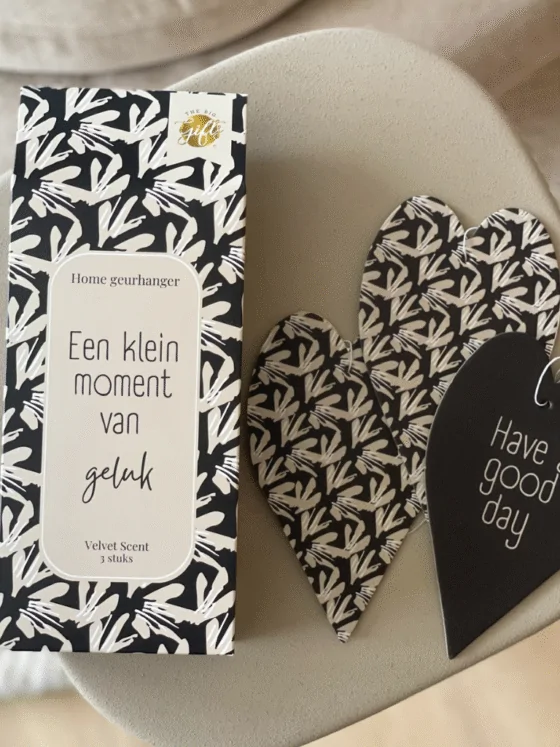 THE BIG
gift
Home geurhanger
Een klein
moment
van
geluk
Velvet Scent
3 stuks
Have
good
day